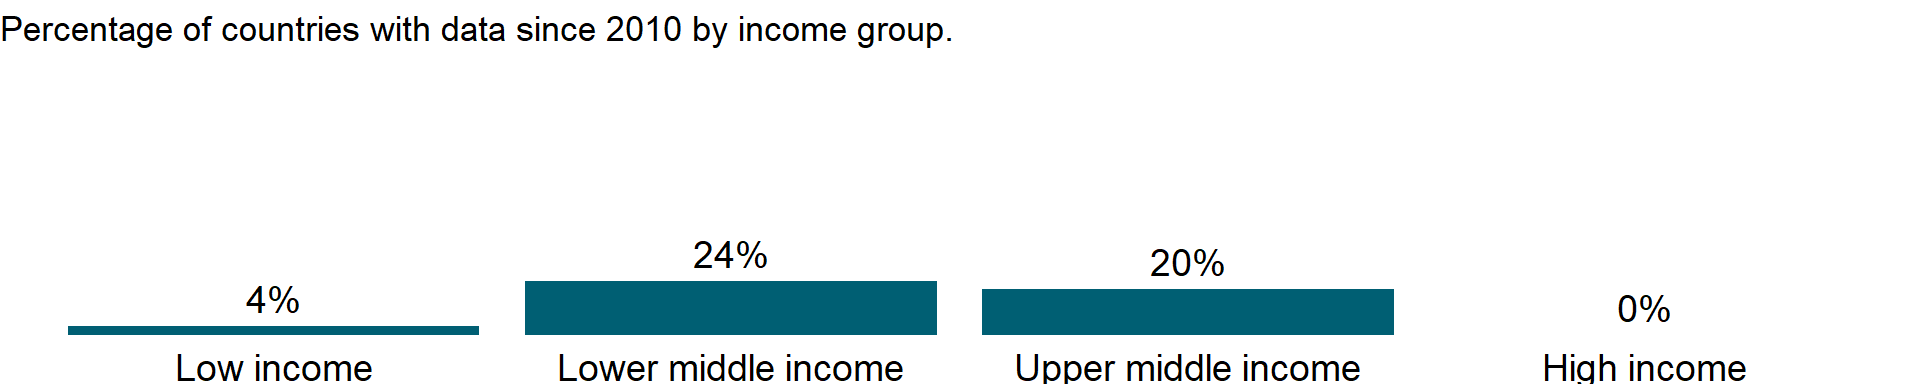 Percentage of countries with data since 2010 by income group.
4%
24%
20%
0%
Low income
Lower middle income
Upper middle income
High income